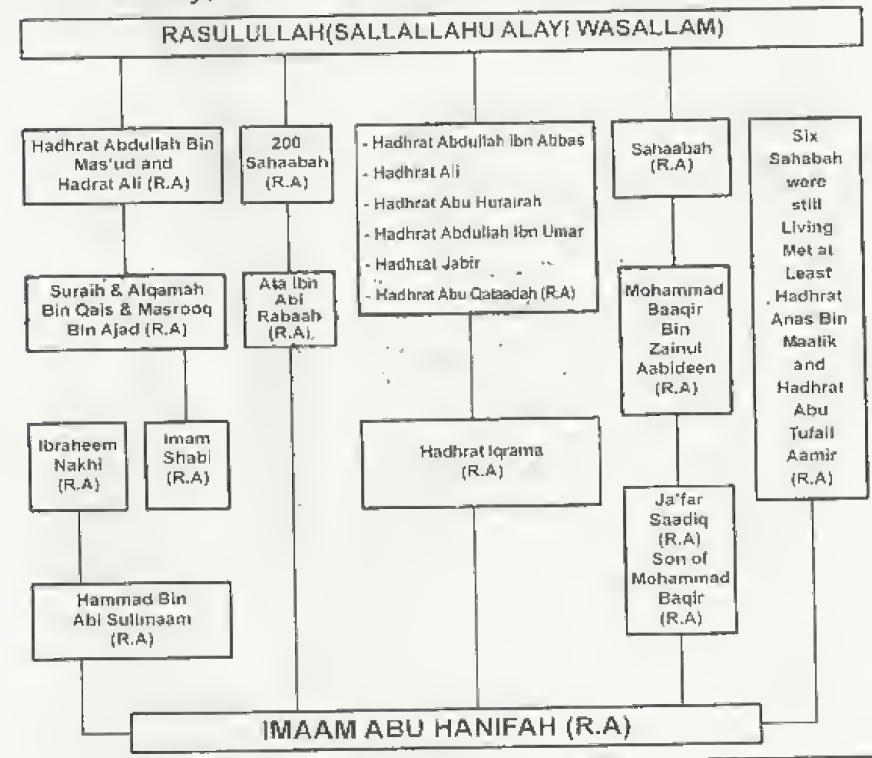 RASULULLAH(SALLALLAHU ALAYI WASALLAM)
Hadhrat Abdullah Bin
Mas'ud and
Hadrat Ali (R.A)
200
Sahaabah
(R.A)
- Hadhrat Abdullah ibn Abbas
- Hadhrat Ali
- Hadhrat Abu Hurairah
- Hadhrat Abdullah Ibn Umar
- Hadhrat Jabir
- Hadhrat Abu Qataadah (R.A)
Sahaabah
(R.A)
Six
Sahabah
were
still
Living
Met at
Least
Hadhrat
Anas Bin
Maalik
and
Hadhrat
Abu
Tufail
Aamir
(R.A)
Suraih & Alqamah
Bin Qais & Masrooq
Bin Ajad (R.A)
Ata Ibn
Abi
Rabaah
(R.A).
Mohammad
Baaqir
Bin
Zainul
Aabideen
(R.A)
Ibraheem
Nakhi
(R.A)
Imam
Shabi
(R.A)
Hadhrat Iqrama
(R.A)
Ja'far
Saadiq
(R.A)
Son of
Mohammad
Baqir
(R.A)
Hammad Bin
Abi Sulimaam
(R.A)
IMAAM ABU HANIFAH (R.A)